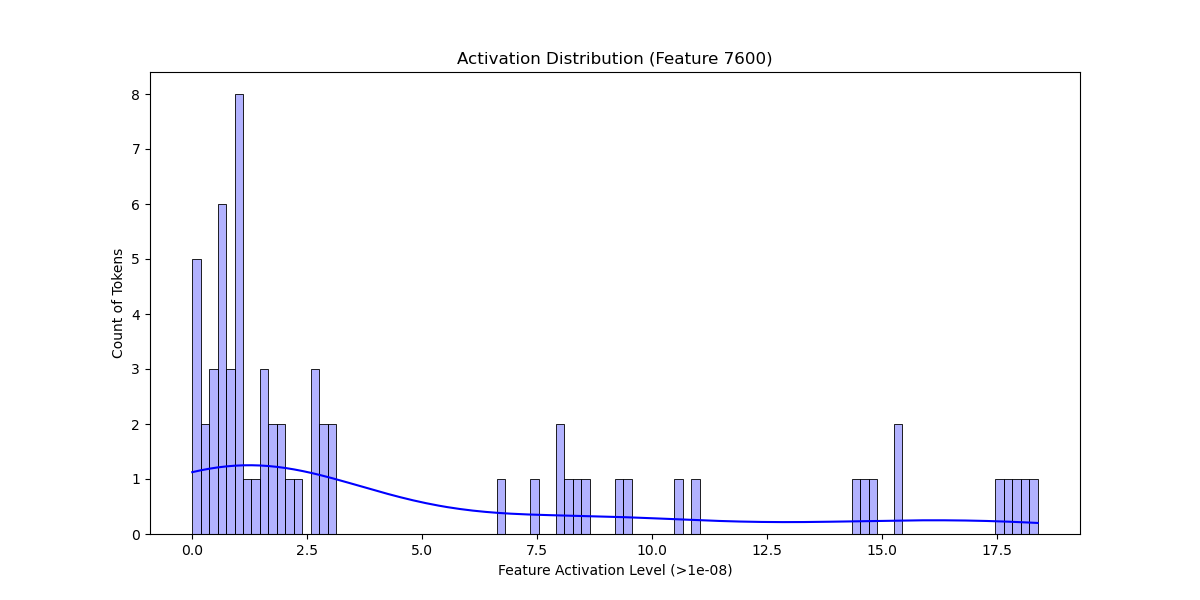 Activation Distribution (Feature 7600)
8
7
6
5
4
3
2
1
0
Count of Tokens
0.0 2.5 5.0 7.5 10.0 12.5 15.0 17.5
Feature Activation Level (>1e-08)